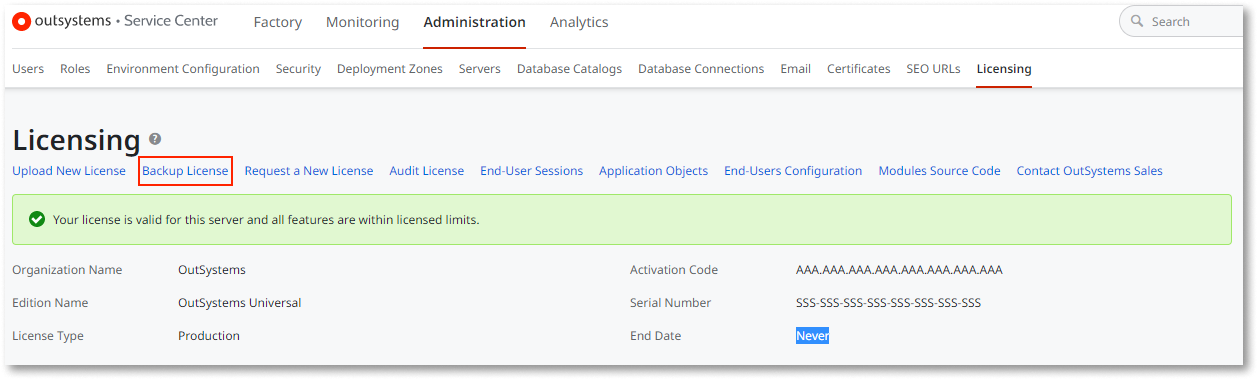 outsystems • Service Center Factory Monitoring Administration Analytics Search
Users Roles Environment Configuration Security Deployment Zones Servers Database Catalogs Database Connections Email Certificates SEO URLs Licensing
Licensing ?
Upload New License Backup License Request a New License Audit License End-User Sessions Application Objects End-Users Configuration Modules Source Code Contact OutSystems Sales
Your license is valid for this server and all features are within licensed limits.
Organization Name OutSystems Activation Code AAA.AAA.AAA.AAA.AAA.AAA.AAA.AAA
Edition Name OutSystems Universal Serial Number SSS-SSS-SSS-SSS-SSS-SSS-SSS-SSS
License Type Production End Date Never